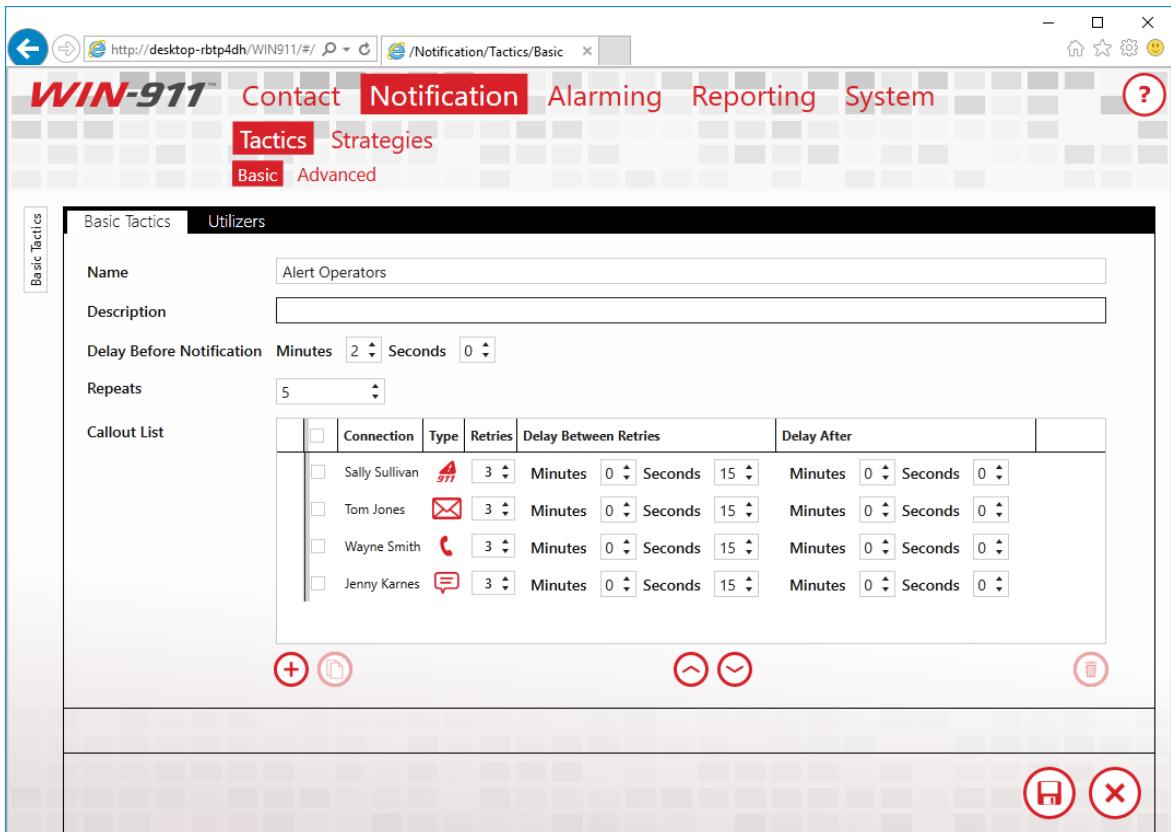 http://desktop-rbtp4dh/WIN911/#/ /Notification/Tactics/Basic
WIN-911™ Contact Notification Alarming Reporting System ?
Tactics Strategies
Basic Advanced
Basic Tactics
Basic Tactics Utilizers
Name Alert Operators
Description
Delay Before Notification Minutes 2 Seconds 0
Repeats 5
Callout List
Connection Type Retries Delay Between Retries Delay After
Sally Sullivan 911 3 Minutes 0 Seconds 15 Minutes 0 Seconds 0
Tom Jones 3 Minutes 0 Seconds 15 Minutes 0 Seconds 0
Wayne Smith 3 Minutes 0 Seconds 15 Minutes 0 Seconds 0
Jenny Karnes 3 Minutes 0 Seconds 15 Minutes 0 Seconds 0